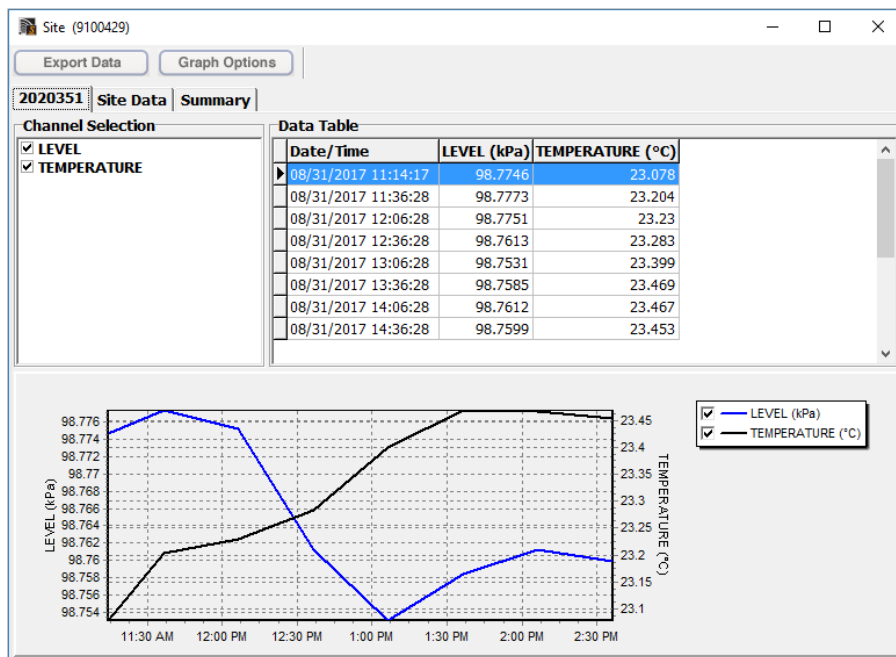 Site (9100429)
Export Data Graph Options
2020351 Site Data Summary
Channel Selection
LEVEL
TEMPERATURE
Data Table
Date/Time LEVEL (kPa) TEMPERATURE (°C)
08/31/2017 11:14:17 98.7746 23.078
08/31/2017 11:36:28 98.7773 23.204
08/31/2017 12:06:28 98.7751 23.23
08/31/2017 12:36:28 98.7613 23.283
08/31/2017 13:06:28 98.7531 23.399
08/31/2017 13:36:28 98.7585 23.469
08/31/2017 14:06:28 98.7612 23.467
08/31/2017 14:36:28 98.7599 23.453
LEVEL (kPa)
98.776
98.774
98.772
98.77
98.768
98.766
98.764
98.762
98.76
98.758
98.756
98.754
11:30 AM 12:00 PM 12:30 PM 1:00 PM 1:30 PM 2:00 PM 2:30 PM
23.45
23.4
23.35
23.3
23.25
23.2
23.15
23.1
TEMPERATURE (°C)
LEVEL (kPa)
TEMPERATURE (°C)